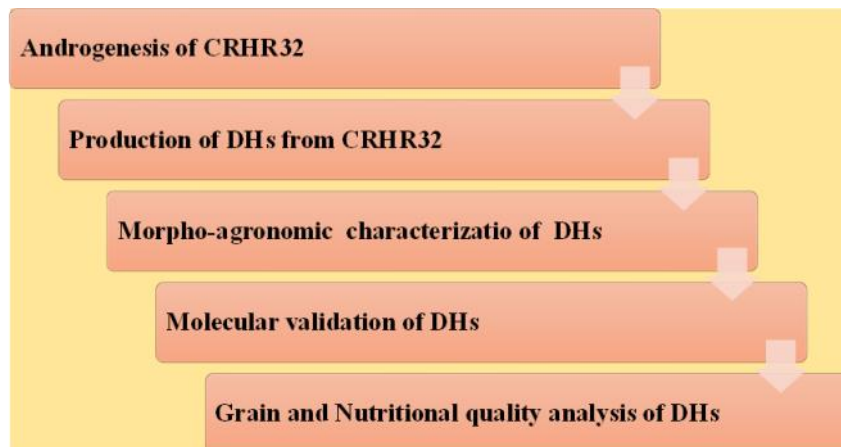 Androgenesis of CRHR32
Production of DHs from CRHR32
Morpho-agronomic characterizatio of DHs
Molecular validation of DHs
Grain and Nutritional quality analysis of DHs